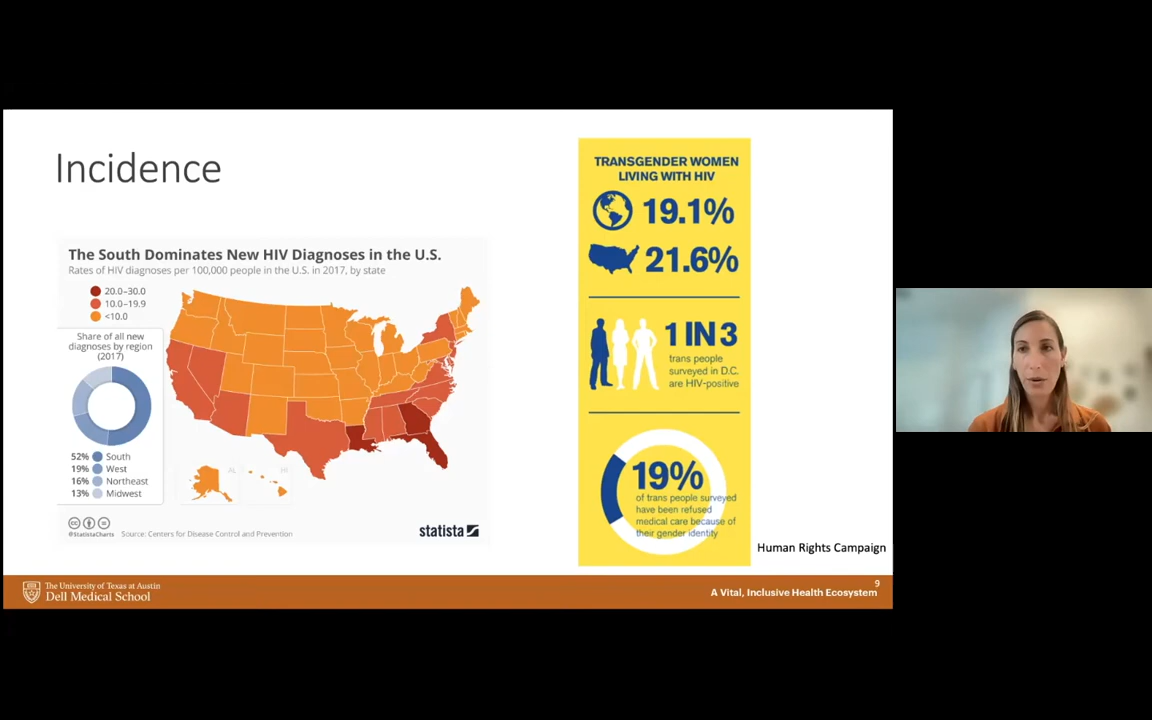 Incidence
The South Dominates New HIV Diagnoses in the U.S.
Rates of HIV diagnoses per 100,000 people in the U.S. in 2017, by state
20.0–30.0
10.0–19.9
<10.0
Share of all new
diagnoses by region
(2017)
52% South
19% West
16% Northeast
13% Midwest
AL
HI
@StatistaCharts Source: Centers for Disease Control and Prevention
statista
TRANSGENDER WOMEN
LIVING WITH HIV
19.1%
21.6%
1 IN 3
trans people
surveyed in D.C.
are HIV-positive
19%
of trans people surveyed
have been refused
medical care because of
their gender identity
Human Rights Campaign
The University of Texas at Austin
Dell Medical School
9
A Vital, Inclusive Health Ecosystem